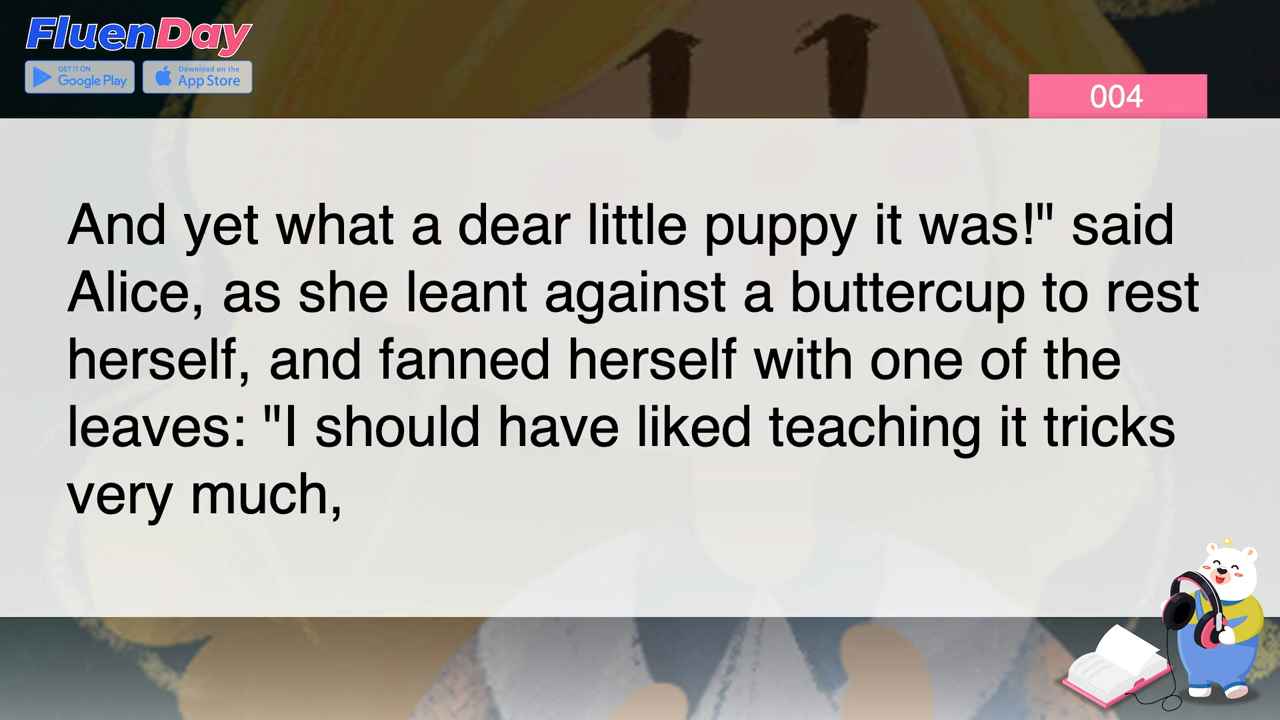 FluenDay
GET IT ON
Google Play
Download on the
App Store
004
And yet what a dear little puppy it was!" said
Alice, as she leant against a buttercup to rest
herself, and fanned herself with one of the
leaves: "I should have liked teaching it tricks
very much,